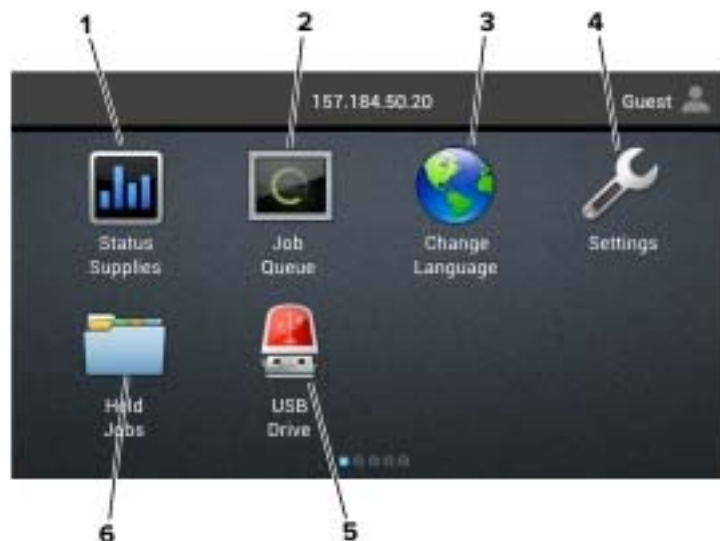 1 2 3 4
157.184.50.20 Guest
Status
Supplies
Job
Queue
Change
Language
Settings
Held
Jobs
USB
Drive
6 5